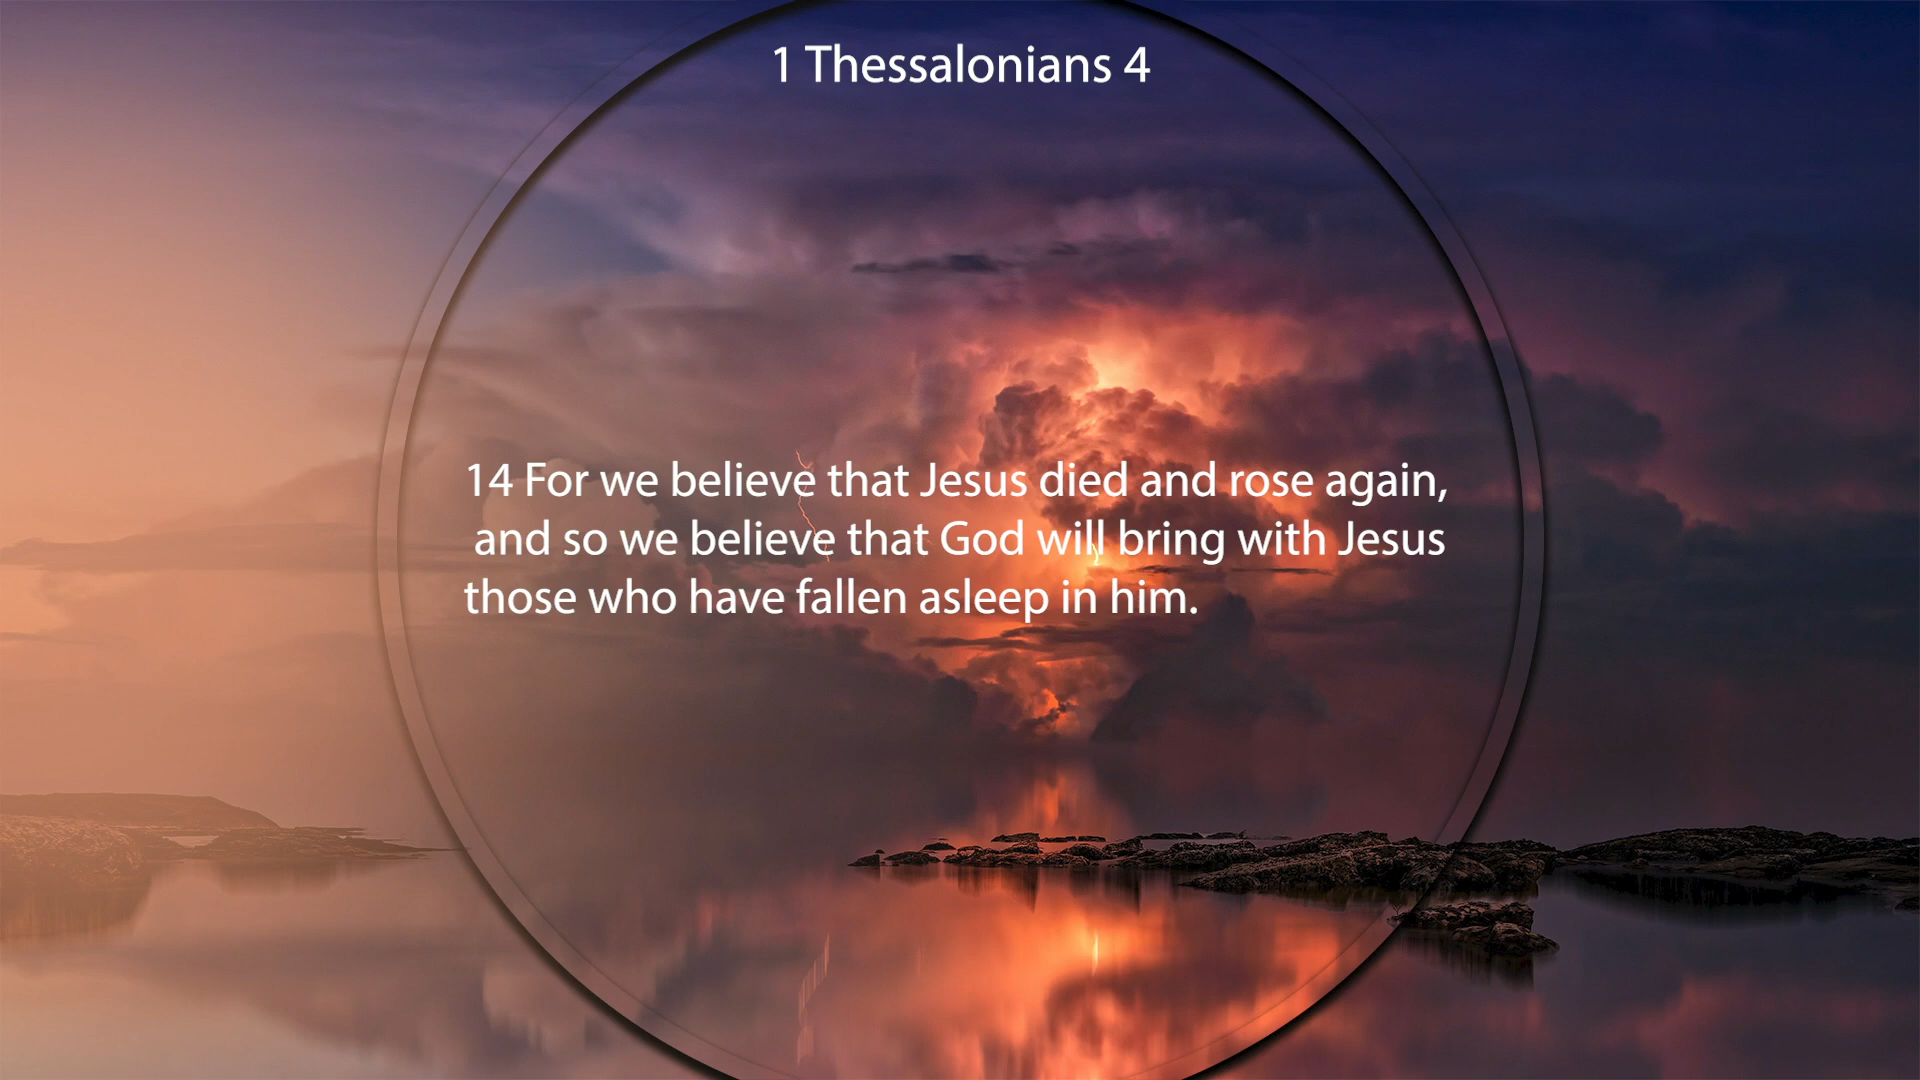 1 Thessalonians 4
14 For we believe that Jesus died and rose again,
and so we believe that God will bring with Jesus
those who have fallen asleep in him.